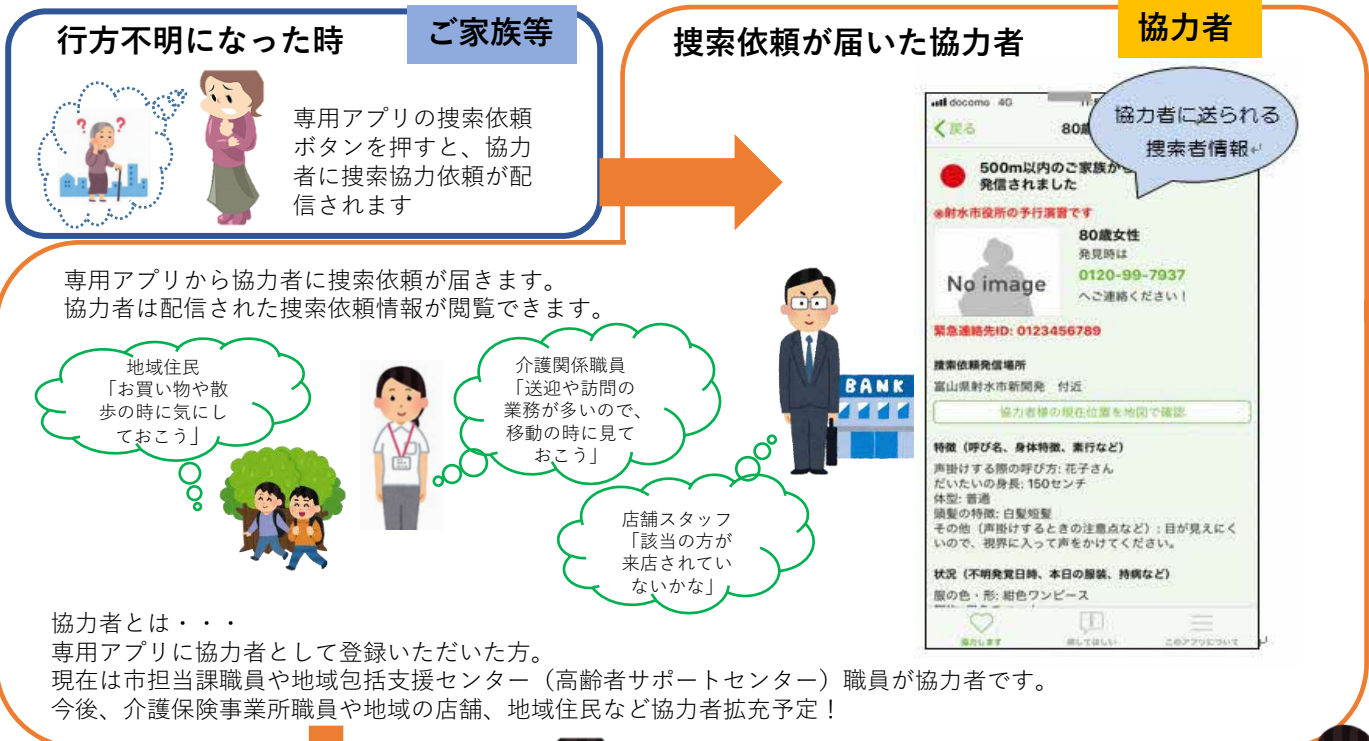 行方不明になった時
ご家族等
専用アプリの捜索依頼
ボタンを押すと、協力
者に捜索協力依頼が配
信されます
捜索依頼が届いた協力者
協力者
専用アプリから協力者に捜索依頼が届きます。
協力者は配信された捜索依頼情報が閲覧できます。
地域住民
「お買い物や散
歩の時に気にし
ておこう」
介護関係職員
「送迎や訪問の
業務が多いので、
移動の時に見て
おこう」
BANK
店舗スタッフ
「該当の方が
来店されてい
ないかな」
協力者に送られる
捜索者情報
docomo 4G
戻る
80歳
500m以内のご家族か
発信されました
※射水市役所の予行演習です
No image
80歳女性
発見時は
0120-99-7937
へご連絡ください!
緊急連絡先ID: 0123456789
捜索依頼発信場所
富山県射水市新開発 付近
協力者様の現在位置を地図で確認
特徴(呼び名、身体特徴、素行など)
声掛けする際の呼び方: 花子さん
だいたいの身長: 150センチ
体型: 普通
頭髪の特徴: 白髪短髪
その他(声掛けするときの注意点など): 目が見えにく
いので、視界に入って声をかけてください。
状況(不明発覚日時、本日の服装、持病など)
服の色・形: 紺色ワンピース
協力します
探してほしい
このアプリについて
協力者とは・・・
専用アプリに協力者として登録いただいた方。
現在は市担当課職員や地域包括支援センター(高齢者サポートセンター)職員が協力者です。
今後、介護保険事業所職員や地域の店舗、地域住民など協力者拡充予定!